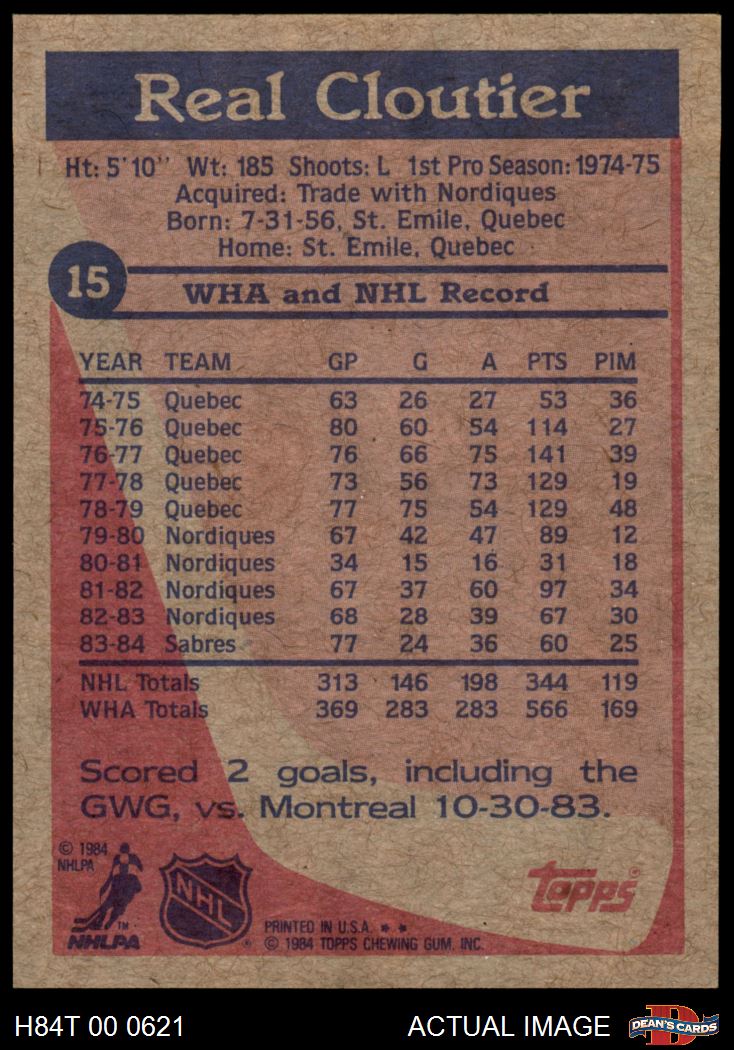 Real Cloutier
Ht: 5'10" Wt: 185 Shoots: L 1st Pro Season: 1974-75
Acquired: Trade with Nordiques
Born: 7-31-56, St. Emile, Quebec
Home: St. Emile, Quebec
15
WHA and NHL Record
YEAR TEAM GP G A PTS PIM
74-75 Quebec 63 26 27 53 36
75-76 Quebec 80 60 54 114 27
76-77 Quebec 76 66 75 141 39
77-78 Quebec 73 56 73 129 19
78-79 Quebec 77 75 54 129 48
79-80 Nordiques 67 42 47 89 12
80-81 Nordiques 34 15 16 31 18
81-82 Nordiques 67 37 60 97 34
82-83 Nordiques 68 28 39 67 30
83-84 Sabres 77 24 36 60 25
NHL Totals 313 146 198 344 119
WHA Totals 369 283 283 566 169
Scored 2 goals, including the
GWG, vs. Montreal 10-30-83.
© 1984
NHLPA
™
NHLPA
NHL
®
PRINTED IN U.S.A. **
© 1984 TOPPS CHEWING GUM, INC.
topps®
H84T 00 0621
ACTUAL IMAGE
D
DEAN'S CARDS